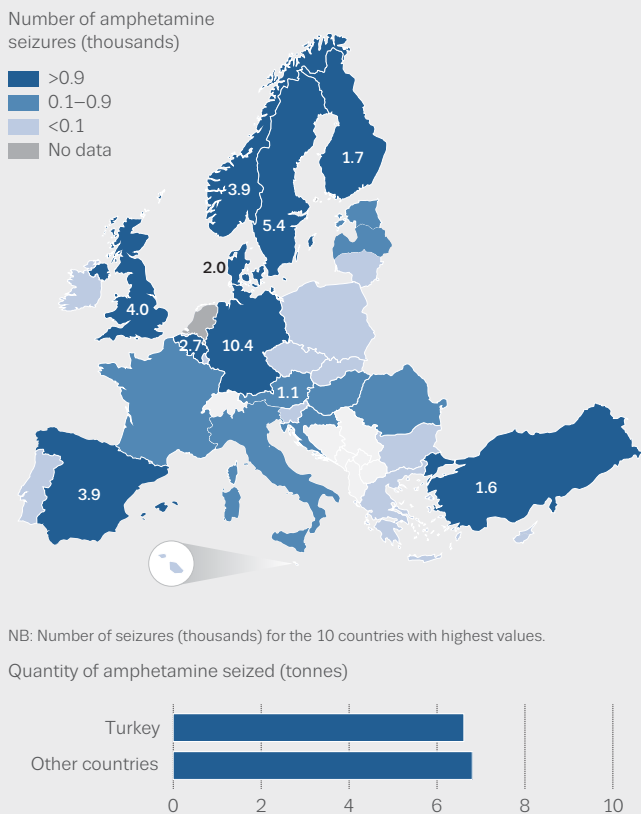 Number of amphetamine
seizures (thousands)
>0.9
0.1–0.9
<0.1
No data
1.7
3.9
5.4
2.0
4.0
2.7
10.4
1.1
3.9
1.6
NB: Number of seizures (thousands) for the 10 countries with highest values.
Quantity of amphetamine seized (tonnes)
Turkey
Other countries
0 2 4 6 8 10